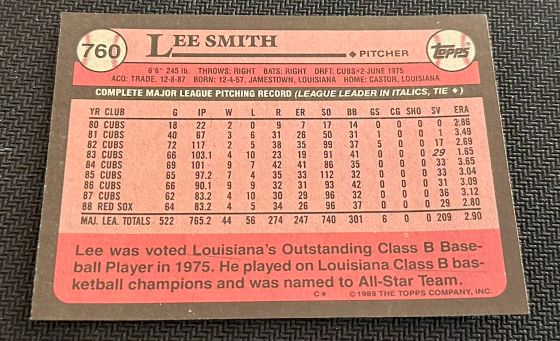 760 LEE SMITH
PITCHER
Topps
6'6" 245 lb. THROWS: RIGHT BATS: RIGHT DRFT: CUBS=2-JUNE 1975
ACQ: TRADE, 12-8-87 BORN: 12-4-57, JAMESTOWN, LOUISIANA HOME: CASTOR, LOUISIANA
COMPLETE MAJOR LEAGUE PITCHING RECORD (LEAGUE LEADER IN ITALICS, TIE ♦)
YR CLUB G IP W L R ER SO BB GS CG SHO SV ERA
80 CUBS 18 22 2 0 9 7 17 14 0 0 0 0 2.86
81 CUBS 40 67 3 6 31 26 50 31 1 0 0 1 3.49
82 CUBS 72 117 2 5 38 35 99 37 5 0 0 17 2.69
83 CUBS 66 103.1 4 10 23 19 91 41 0 0 0 29 1.65
84 CUBS 69 101 9 7 42 41 86 35 0 0 0 33 3.65
85 CUBS 65 97.2 7 4 35 33 112 32 0 0 0 33 3.04
86 CUBS 66 90.1 9 9 32 31 93 42 0 0 0 31 3.09
87 CUBS 62 83.2 4 10 30 29 96 32 0 0 0 36 3.12
88 RED SOX 64 83.2 4 5 34 26 96 37 0 0 0 29 2.80
MAJ. LEA. TOTALS 522 765.2 44 56 274 247 740 301 6 0 0 209 2.90
Lee was voted Louisiana's Outstanding Class B Base-
ball Player in 1975. He played on Louisiana Class B bas-
ketball champions and was named to All-Star Team.
C* ©1989 THE TOPPS COMPANY, INC.